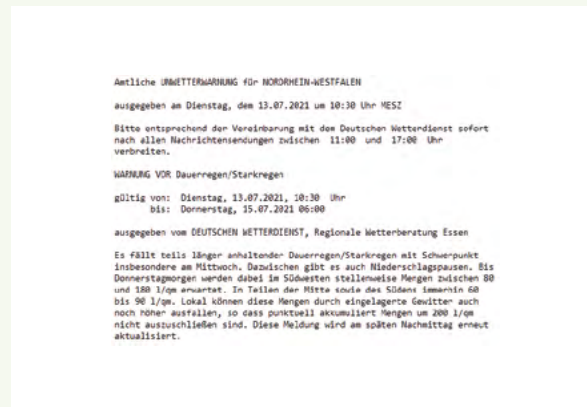 Amtliche UNWETTERWARNUNG für NORDRHEIN-WESTFALEN
ausgegeben am Dienstag, dem 13.07.2021 um 10:30 Uhr MESZ
Bitte entsprechend der Vereinbarung mit dem Deutschen Wetterdienst sofort
nach allen Nachrichtensendungen zwischen 11:00 und 17:00 Uhr
verbreiten.
WARNUNG VOR Dauerregen/Starkregen
gültig von: Dienstag, 13.07.2021, 10:30 Uhr
bis: Donnerstag, 15.07.2021 06:00
ausgegeben vom DEUTSCHEN WETTERDIENST, Regionale Wetterberatung Essen
Es fällt teils länger anhaltender Dauerregen/Starkregen mit Schwerpunkt
insbesondere am Mittwoch. Dazwischen gibt es auch Niederschlagspausen. Bis
Donnerstagmorgen werden dabei im Südwesten stellenweise Mengen zwischen 80
und 180 l/qm erwartet. In Teilen der Mitte sowie des Südens immerhin 60
bis 90 l/qm. Lokal können diese Mengen durch eingelagerte Gewitter auch
noch höher ausfallen, so dass punktuell akkumuliert Mengen um 200 l/qm
nicht auszuschließen sind. Diese Meldung wird am späten Nachmittag erneut
aktualisiert.